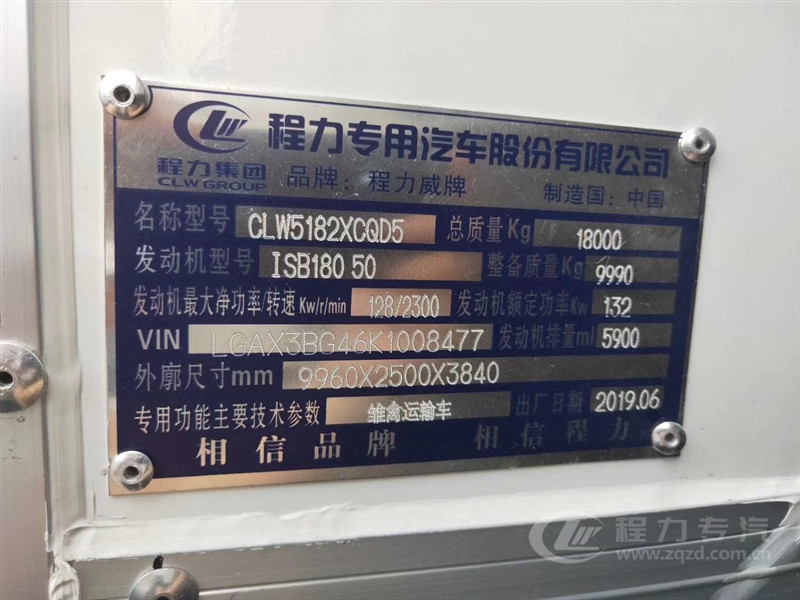 程力专用汽车股份有限公司
程力集团
CLW GROUP
品牌：程力威牌 制造国：中国
名称型号 CLW5182XCQD5 总质量Kg 18000
发动机型号 ISB180 50 整备质量Kg 9990
发动机最大净功率/转速 Kw/r/min 128/2300 发动机额定功率Kw 132
VIN LGAX3BG46K1008477 发动机排量ml 5900
外廓尺寸mm 9960X2500X3840
专用功能主要技术参数 雏禽运输车 出厂日期 2019.06
相信品牌 相信程力
程力专汽
www.zqzd.com.cn